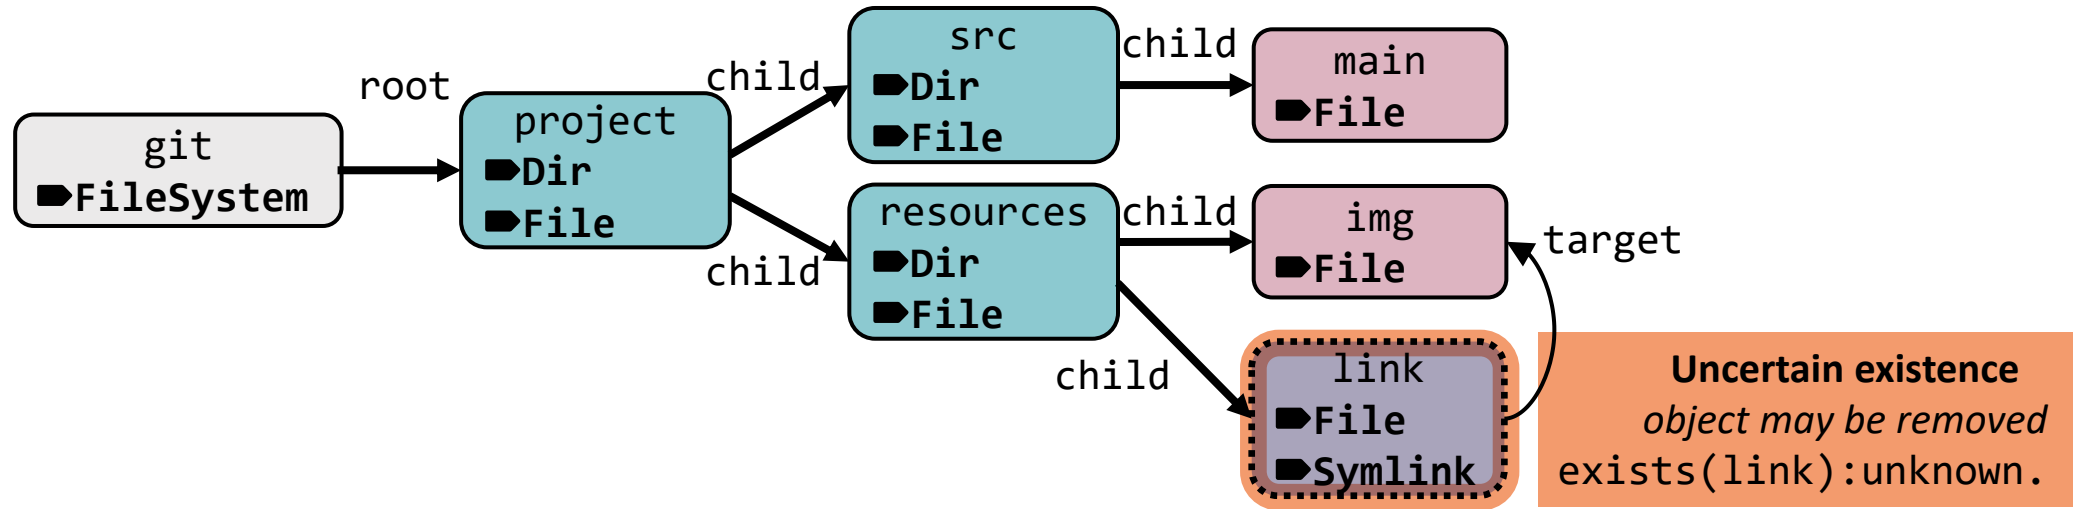 git
FileSystem
root
project
Dir
File
child
child
src
Dir
File
child
main
File
resources
Dir
File
child
img
File
target
child
link
File
Symlink
Uncertain existence
object may be removed
exists(link):unknown.